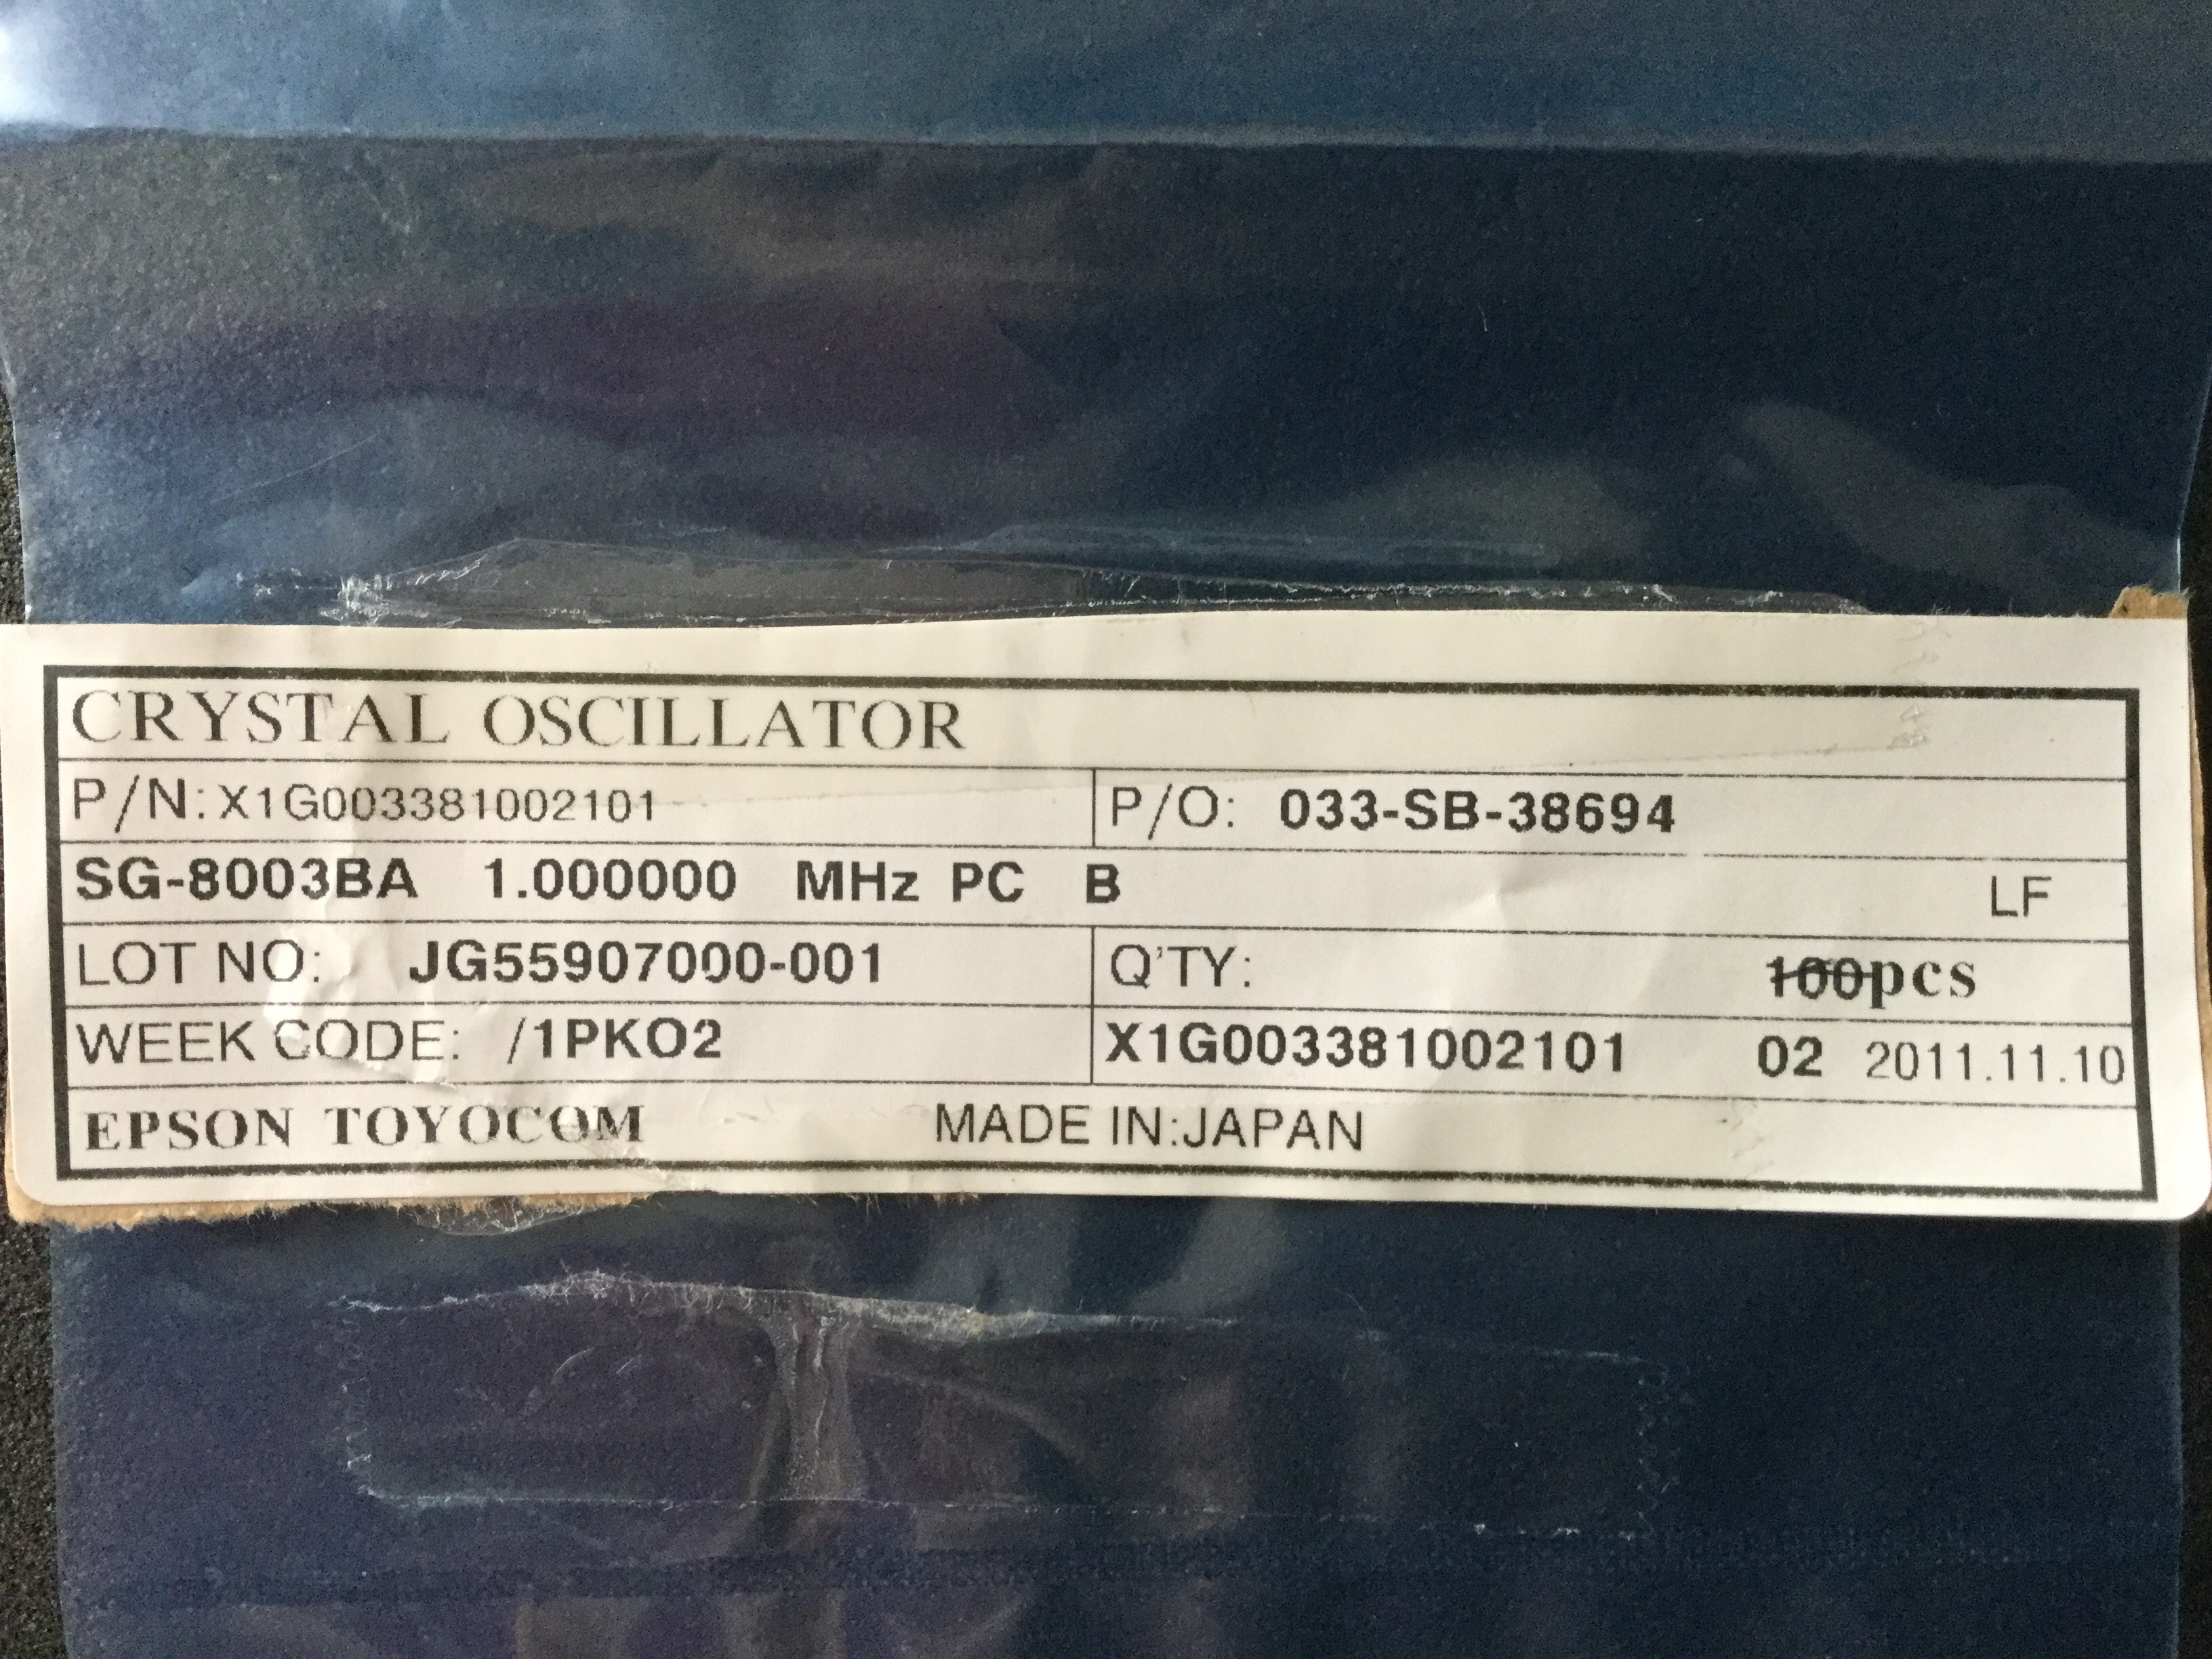 CRYSTAL OSCILLATOR
P/N: X1G003381002101 P/O: 033-SB-38694
SG-8003BA 1.000000 MHz PC B LF
LOT NO: JG55907000-001 Q'TY: 100pcs
WEEK CODE: /1PKO2 X1G003381002101 02 2011.11.10
EPSON TOYOCOM MADE IN:JAPAN